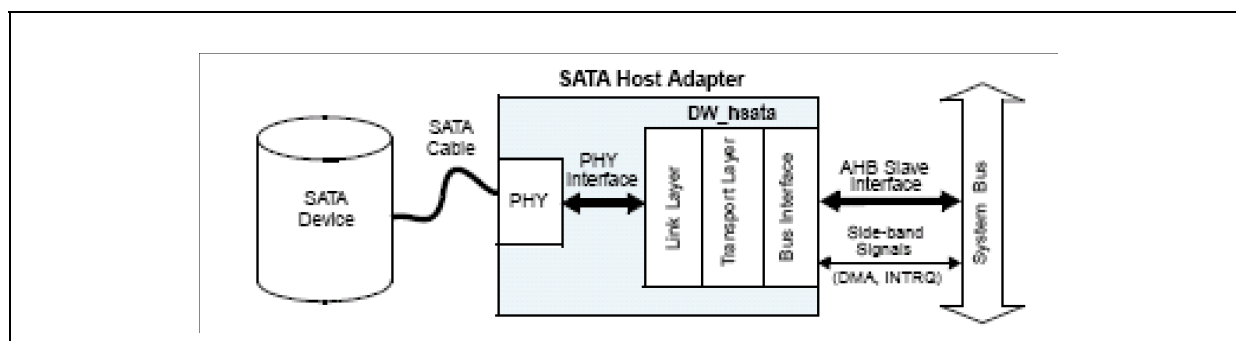 SATA Host Adapter
DW_hsata
SATA
Cable
SATA
Device
PHY
PHY
Interface
Link Layer
Transport Layer
Bus Interface
AHB Slave
Interface
Side-band
Signals
(DMA, INTRQ)
System Bus